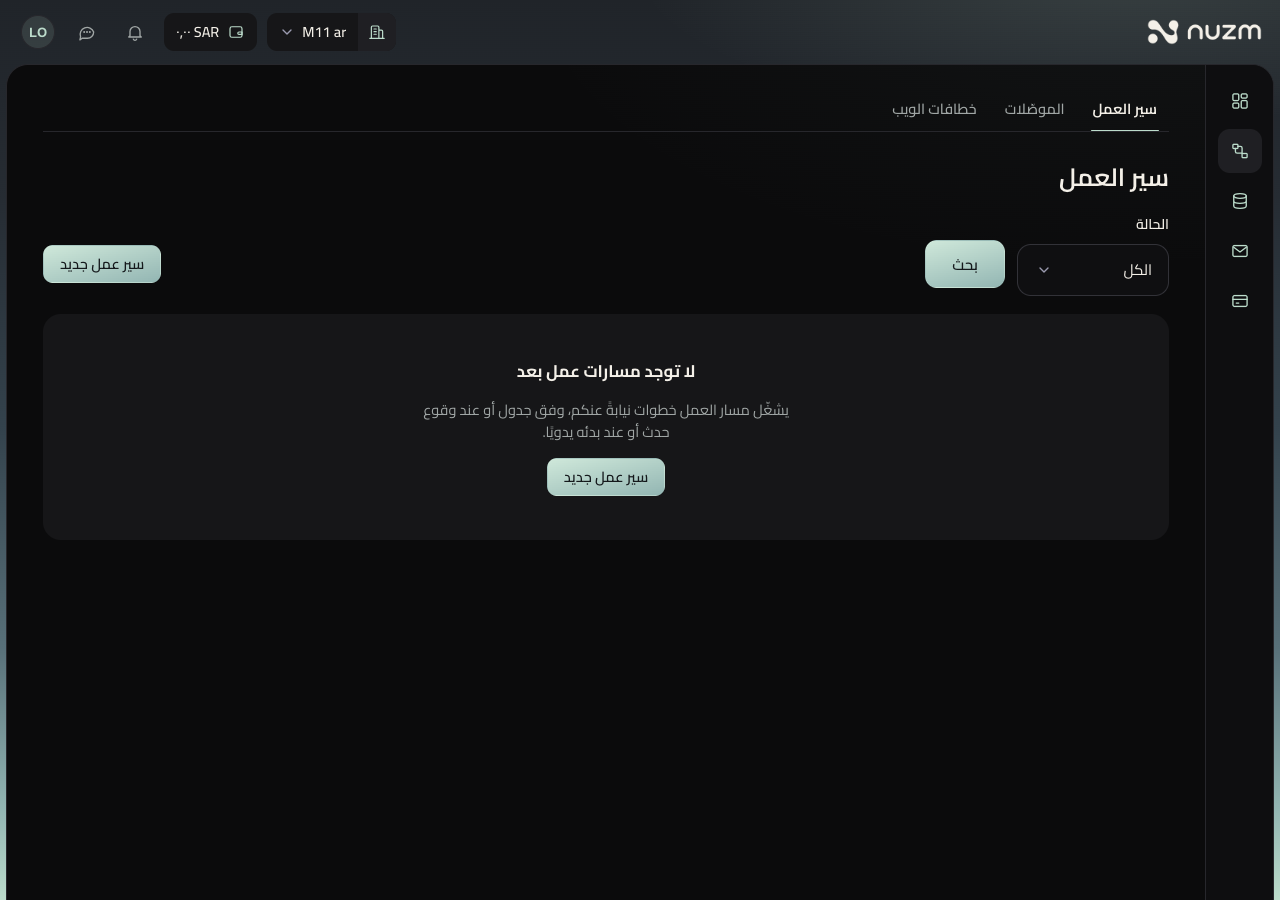 nuzm
M11 ar
٠,٠٠ SAR
LO
سير العمل
الموصّلات
خطافات الويب
سير العمل
الحالة
الكل
بحث
سير عمل جديد
لا توجد مسارات عمل بعد
يشغّل مسار العمل خطوات نيابةً عنكم، وفق جدول أو عند وقوع
حدث أو عند بدئه يدويًا.
سير عمل جديد